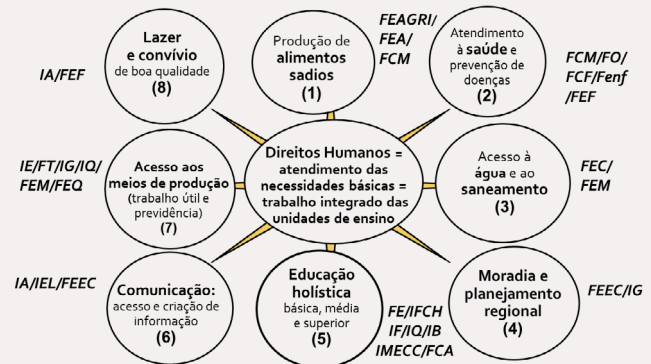 Lazer
e convívio
de boa qualidade
(8)
IA/FEF
Produção de
alimentos
sadios
(1)
FEAGRI/
FEA/
FCM
Atendimento
à saúde e
prevenção de
doenças
(2)
FCM/FO/
FCF/Fenf
/FEF
IE/FT/IG/IQ/
FEM/FEQ
Acesso aos
meios de produção
(trabalho útil e
previdência)
(7)
Direitos Humanos =
atendimento das
necessidades básicas =
trabalho integrado das
unidades de ensino
Acesso à
água e ao
saneamento
(3)
FEC/
FEM
IA/IEL/FEEC
Comunicação:
acesso e criação de
informação
(6)
Educação
holística
básica, média
e superior
(5)
FE/IFCH
IF/IQ/IB
IMECC/FCA
Moradia e
planejamento
regional
(4)
FEEC/IG